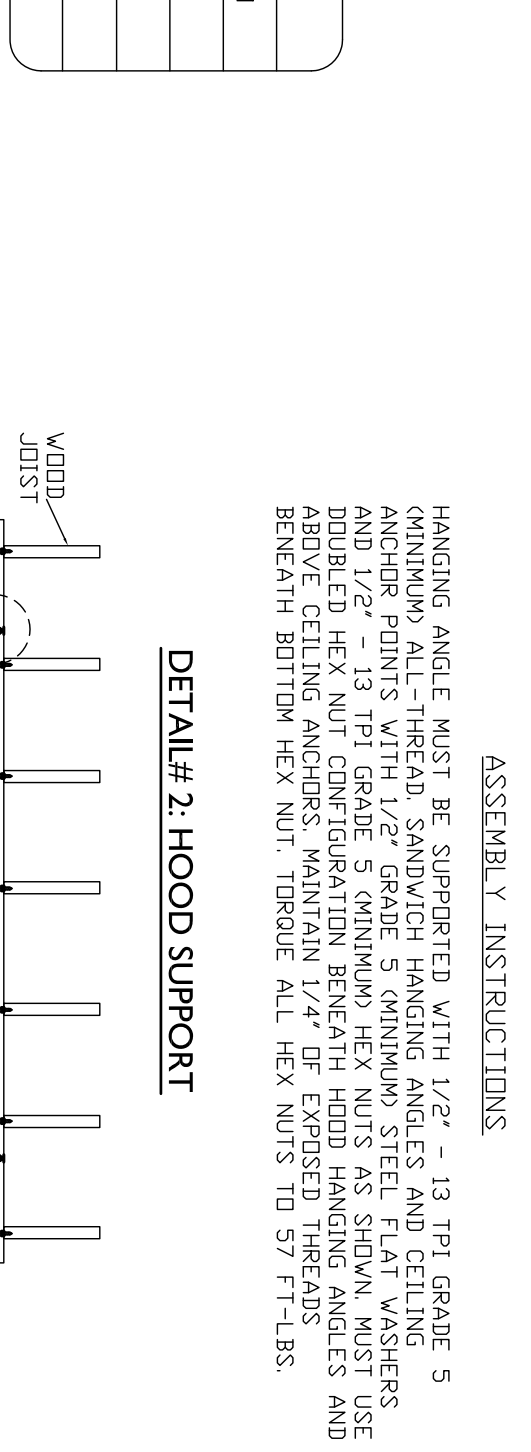 ASSEMBLY INSTRUCTIONS
HANGING ANGLE MUST BE SUPPORTED WITH 1/2" - 13 TPI GRADE 5
(MINIMUM) ALL-THREAD. SANDWICH HANGING ANGLES AND CEILING
ANCHOR POINTS WITH 1/2" GRADE 5 (MINIMUM) STEEL FLAT WASHERS
AND 1/2" - 13 TPI GRADE 5 (MINIMUM) HEX NUTS AS SHOWN. MUST USE
DOUBLED HEX NUT CONFIGURATION BENEATH HOOD HANGING ANGLES AND
ABOVE CEILING ANCHORS. MAINTAIN 1/4" OF EXPOSED THREADS
BENEATH BOTTOM HEX NUT. TORQUE ALL HEX NUTS TO 57 FT-LBS.
DETAIL# 2: HOOD SUPPORT
WOOD
JOIST